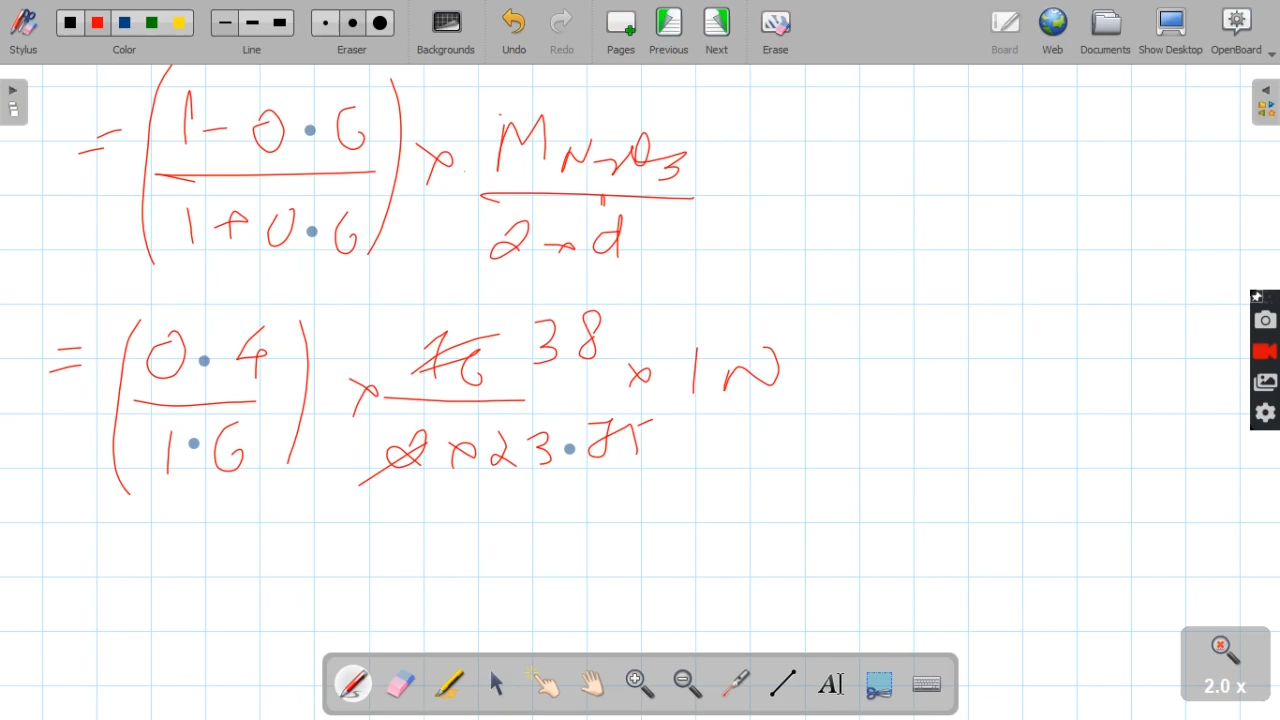 Stylus Color Line Eraser Backgrounds Undo Redo Pages Previous Next Erase Board Web Documents Show Desktop OpenBoard
= (1 - 0.6 / 1 + 0.6) × M N2O3 / 2 × d
= (0.4 / 1.6) × 76 38 / 2 × 23.75 × 1 N
2.0 x